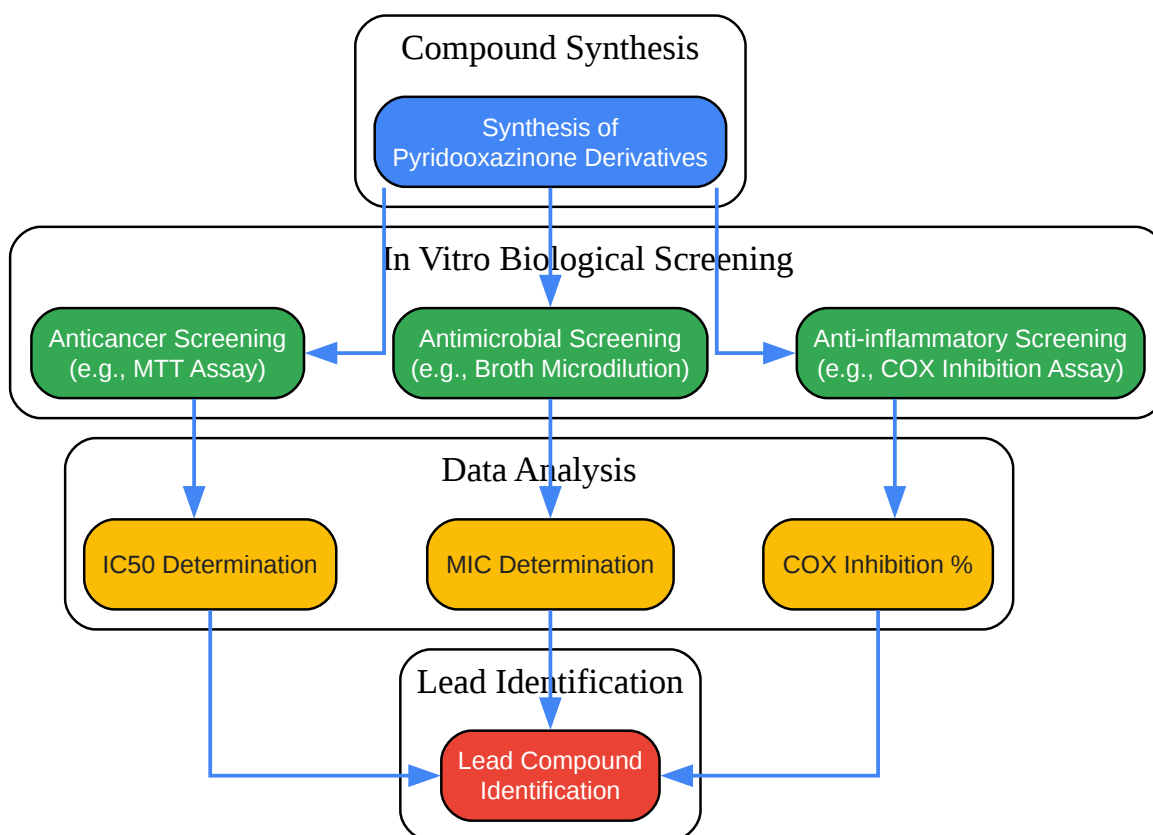 Compound Synthesis
Synthesis of
Pyridooxazinone Derivatives
In Vitro Biological Screening
Anticancer Screening
(e.g., MTT Assay)
Antimicrobial Screening
(e.g., Broth Microdilution)
Anti-inflammatory Screening
(e.g., COX Inhibition Assay)
Data Analysis
IC50 Determination
MIC Determination
COX Inhibition %
Lead Identification
Lead Compound
Identification